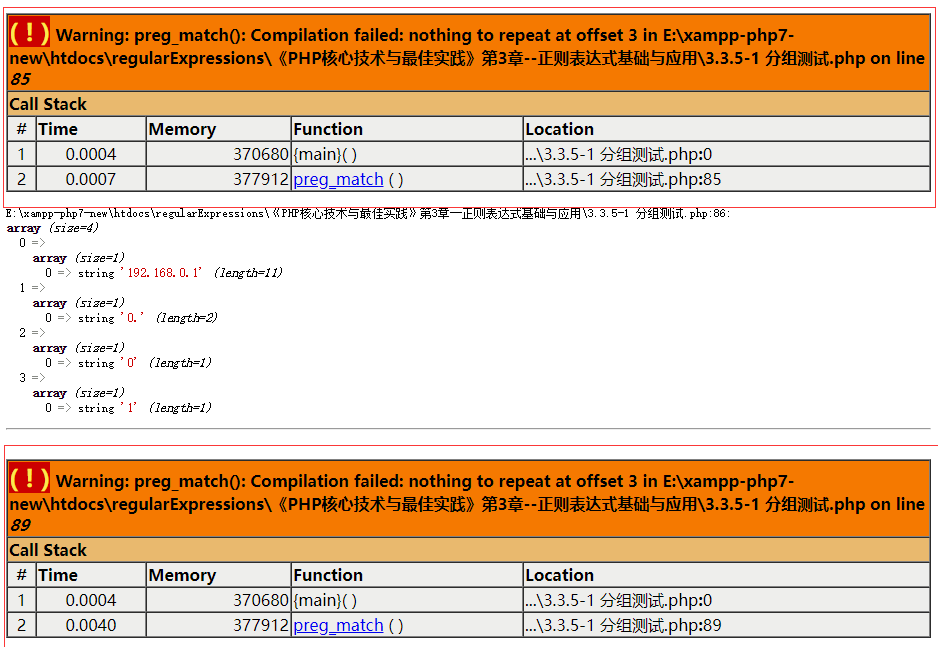 ( ! ) Warning: preg_match(): Compilation failed: nothing to repeat at offset 3 in E:\xampp-php7-
new\htdocs\regularExpressions\《PHP核心技术与最佳实践》第3章--正则表达式基础与应用\3.3.5-1 分组测试.php on line
85
Call Stack
# Time Memory Function Location
1 0.0004 370680 {main}( ) ...\3.3.5-1 分组测试.php:0
2 0.0007 377912 preg_match ( ) ...\3.3.5-1 分组测试.php:85
E:\xampp-php7-new\htdocs\regularExpressions\《PHP核心技术与最佳实践》第3章--正则表达式基础与应用\3.3.5-1 分组测试.php:86:
array (size=4)
0 =>
array (size=1)
0 => string '192.168.0.1' (length=11)
1 =>
array (size=1)
0 => string '0.' (length=2)
2 =>
array (size=1)
0 => string '0' (length=1)
3 =>
array (size=1)
0 => string '1' (length=1)
( ! ) Warning: preg_match(): Compilation failed: nothing to repeat at offset 3 in E:\xampp-php7-
new\htdocs\regularExpressions\《PHP核心技术与最佳实践》第3章--正则表达式基础与应用\3.3.5-1 分组测试.php on line
89
Call Stack
# Time Memory Function Location
1 0.0004 370680 {main}( ) ...\3.3.5-1 分组测试.php:0
2 0.0040 377912 preg_match ( ) ...\3.3.5-1 分组测试.php:89